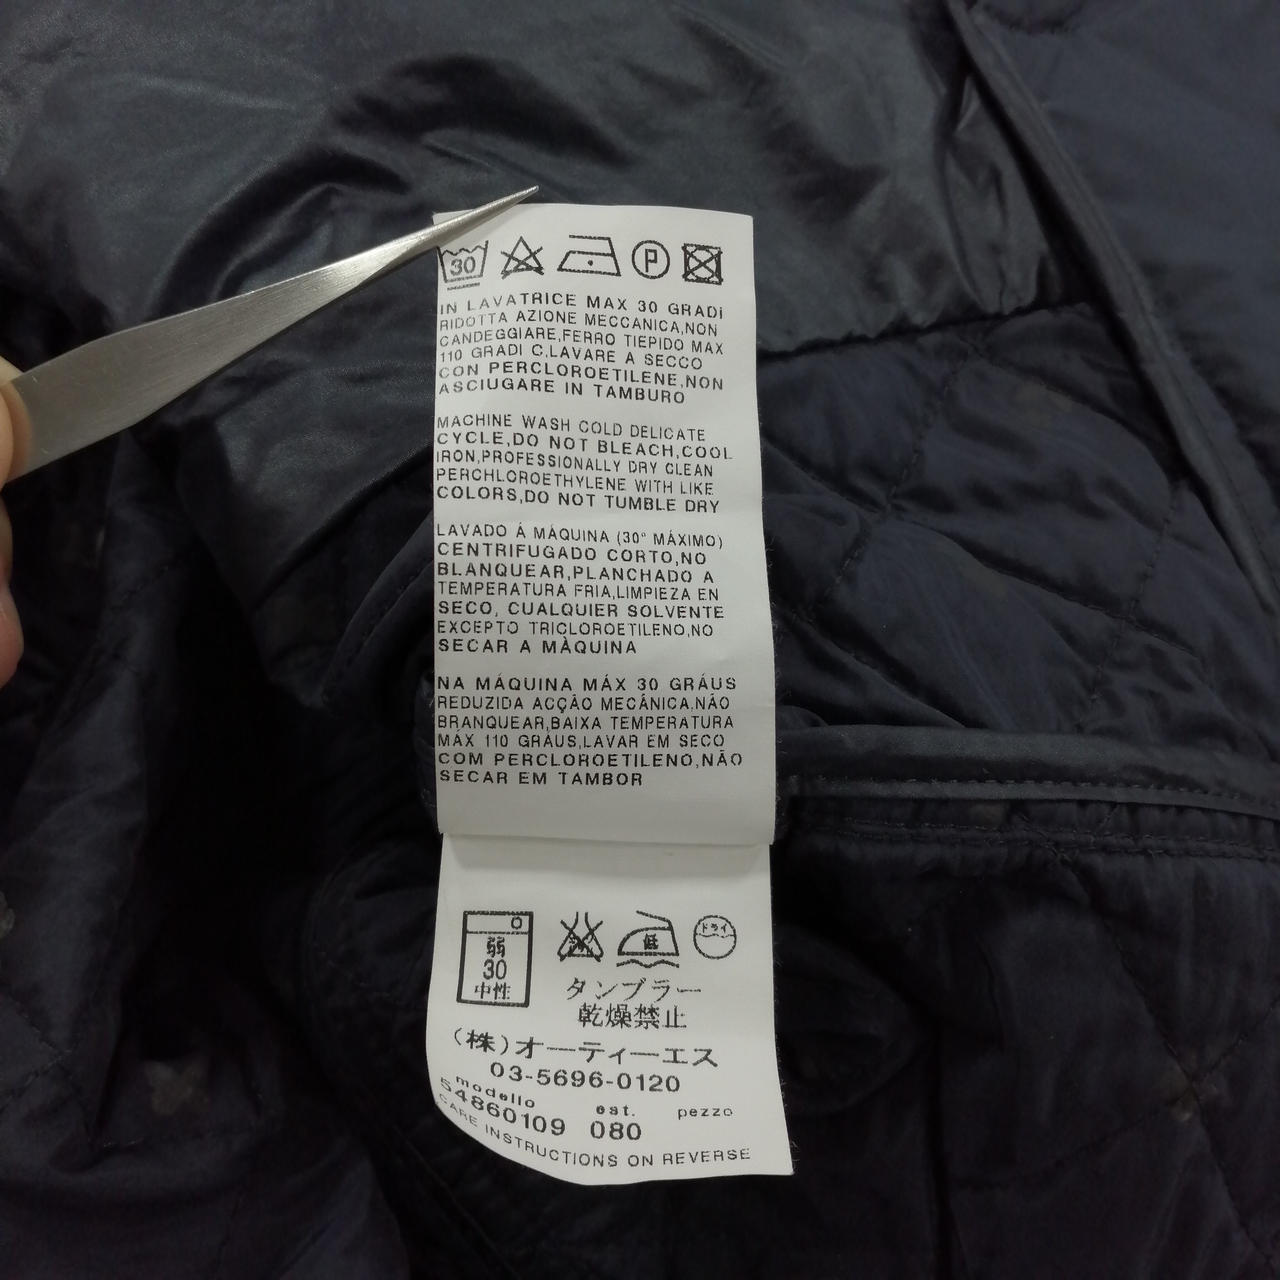 30 P
IN LAVATRICE MAX 30 GRADI
RIDOTTA AZIONE MECCANICA,NON
CANDEGGIARE,FERRO TIEPIDO MAX
110 GRADI C,LAVARE A SECCO
CON PERCLOROETILENE,NON
ASCIUGARE IN TAMBURO
MACHINE WASH COLD DELICATE
CYCLE,DO NOT BLEACH,COOL
IRON,PROFESSIONALLY DRY CLEAN
PERCHLOROETHYLENE WITH LIKE
COLORS,DO NOT TUMBLE DRY
LAVADO Á MÁQUINA (30° MÁXIMO)
CENTRIFUGADO CORTO,NO
BLANQUEAR,PLANCHADO A
TEMPERATURA FRIA,LIMPIEZA EN
SECO, CUALQUIER SOLVENTE
EXCEPTO TRICLOROETILENO,NO
SECAR A MÀQUINA
NA MÁQUINA MÁX 30 GRÁUS
REDUZIDA ACÇÃO MECÂNICA,NÃO
BRANQUEAR,BAIXA TEMPERATURA
MÁX 110 GRÁUS,LAVAR EM SECO
COM PERCLOROETILENO,NÃO
SECAR EM TAMBOR
弱 低 ドライ
30
中性
タンブラー
乾燥禁止
(株)オーティーエス
03-5696-0120
modello est. pezzo
54860109 080
CARE INSTRUCTIONS ON REVERSE